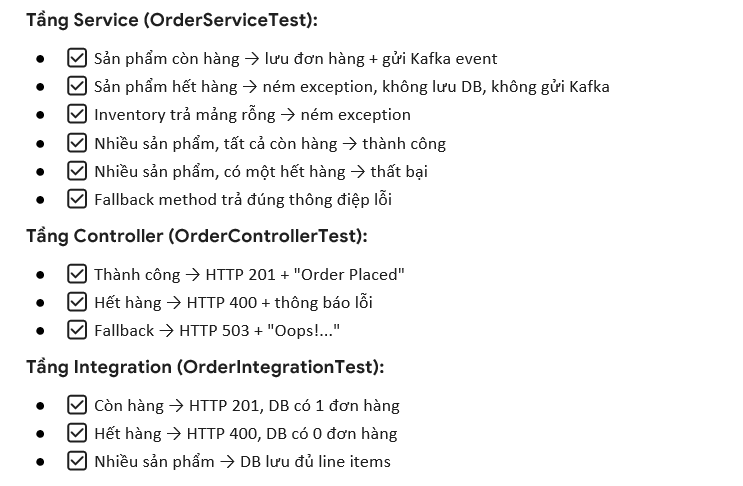 Tầng Service (OrderServiceTest):
● ☑ Sản phẩm còn hàng → lưu đơn hàng + gửi Kafka event
● ☑ Sản phẩm hết hàng → ném exception, không lưu DB, không gửi Kafka
● ☑ Inventory trả mảng rỗng → ném exception
● ☑ Nhiều sản phẩm, tất cả còn hàng → thành công
● ☑ Nhiều sản phẩm, có một hết hàng → thất bại
● ☑ Fallback method trả đúng thông điệp lỗi
Tầng Controller (OrderControllerTest):
● ☑ Thành công → HTTP 201 + "Order Placed"
● ☑ Hết hàng → HTTP 400 + thông báo lỗi
● ☑ Fallback → HTTP 503 + "Oops!..."
Tầng Integration (OrderIntegrationTest):
● ☑ Còn hàng → HTTP 201, DB có 1 đơn hàng
● ☑ Hết hàng → HTTP 400, DB có 0 đơn hàng
● ☑ Nhiều sản phẩm → DB lưu đủ line items